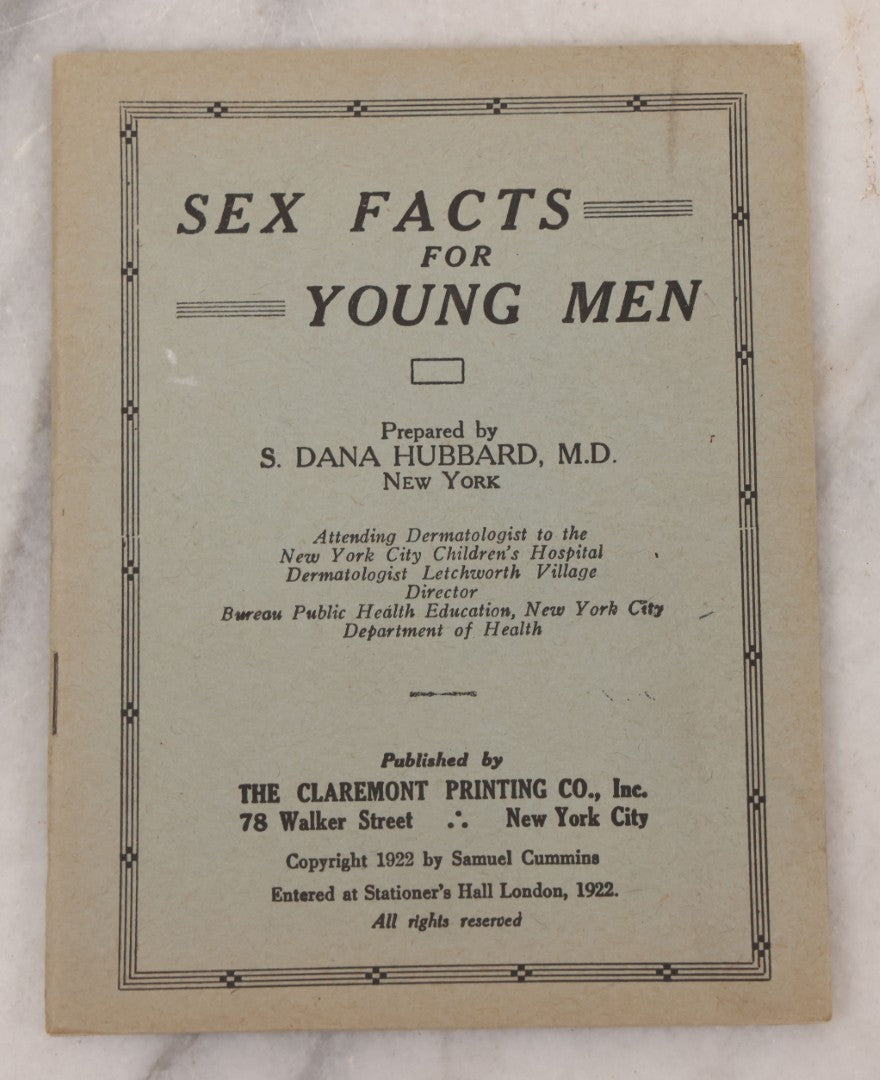 SEX FACTS
FOR
YOUNG MEN
Prepared by
S. DANA HUBBARD, M.D.
NEW YORK
Attending Dermatologist to the
New York City Children's Hospital
Dermatologist Letchworth Village
Director
Bureau Public Health Education, New York City
Department of Health
Published by
THE CLAREMONT PRINTING CO., Inc.
78 Walker Street ∴ New York City
Copyright 1922 by Samuel Cummins
Entered at Stationer's Hall London, 1922.
All rights reserved